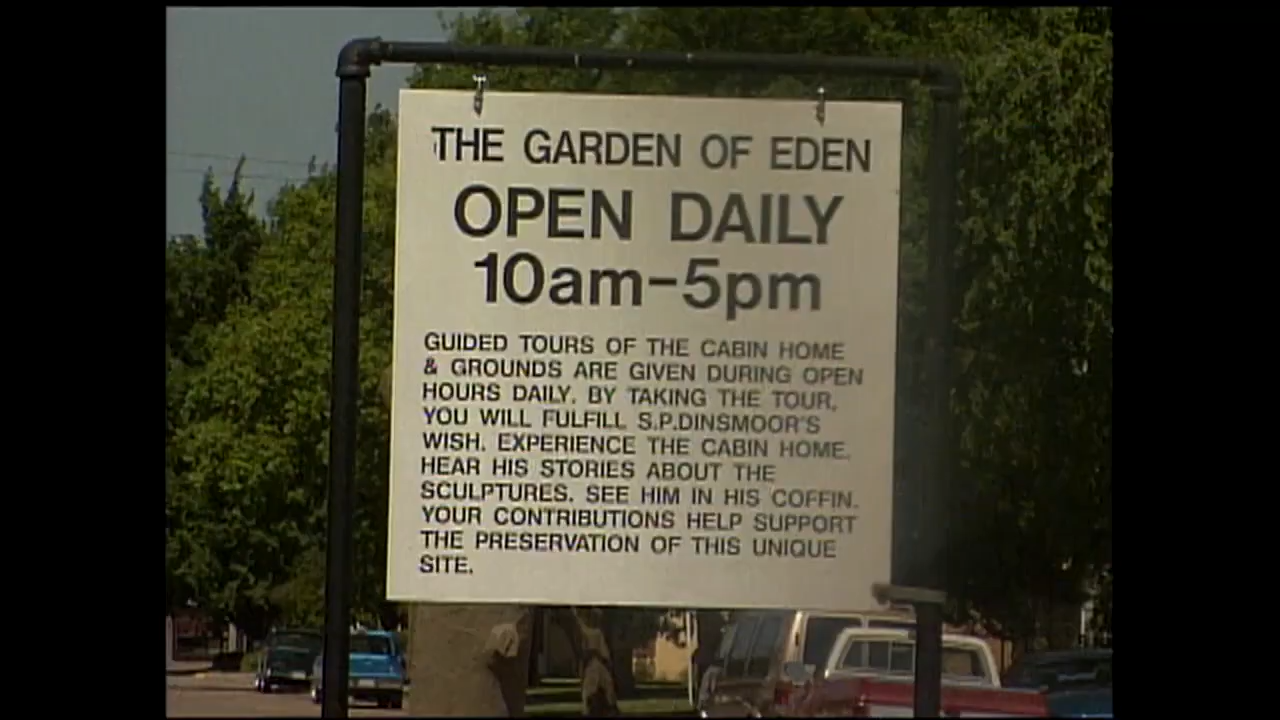 THE GARDEN OF EDEN
OPEN DAILY
10am-5pm
GUIDED TOURS OF THE CABIN HOME
& GROUNDS ARE GIVEN DURING OPEN
HOURS DAILY. BY TAKING THE TOUR,
YOU WILL FULFILL S.P.DINSMOOR'S
WISH. EXPERIENCE THE CABIN HOME.
HEAR HIS STORIES ABOUT THE
SCULPTURES. SEE HIM IN HIS COFFIN.
YOUR CONTRIBUTIONS HELP SUPPORT
THE PRESERVATION OF THIS UNIQUE
SITE.